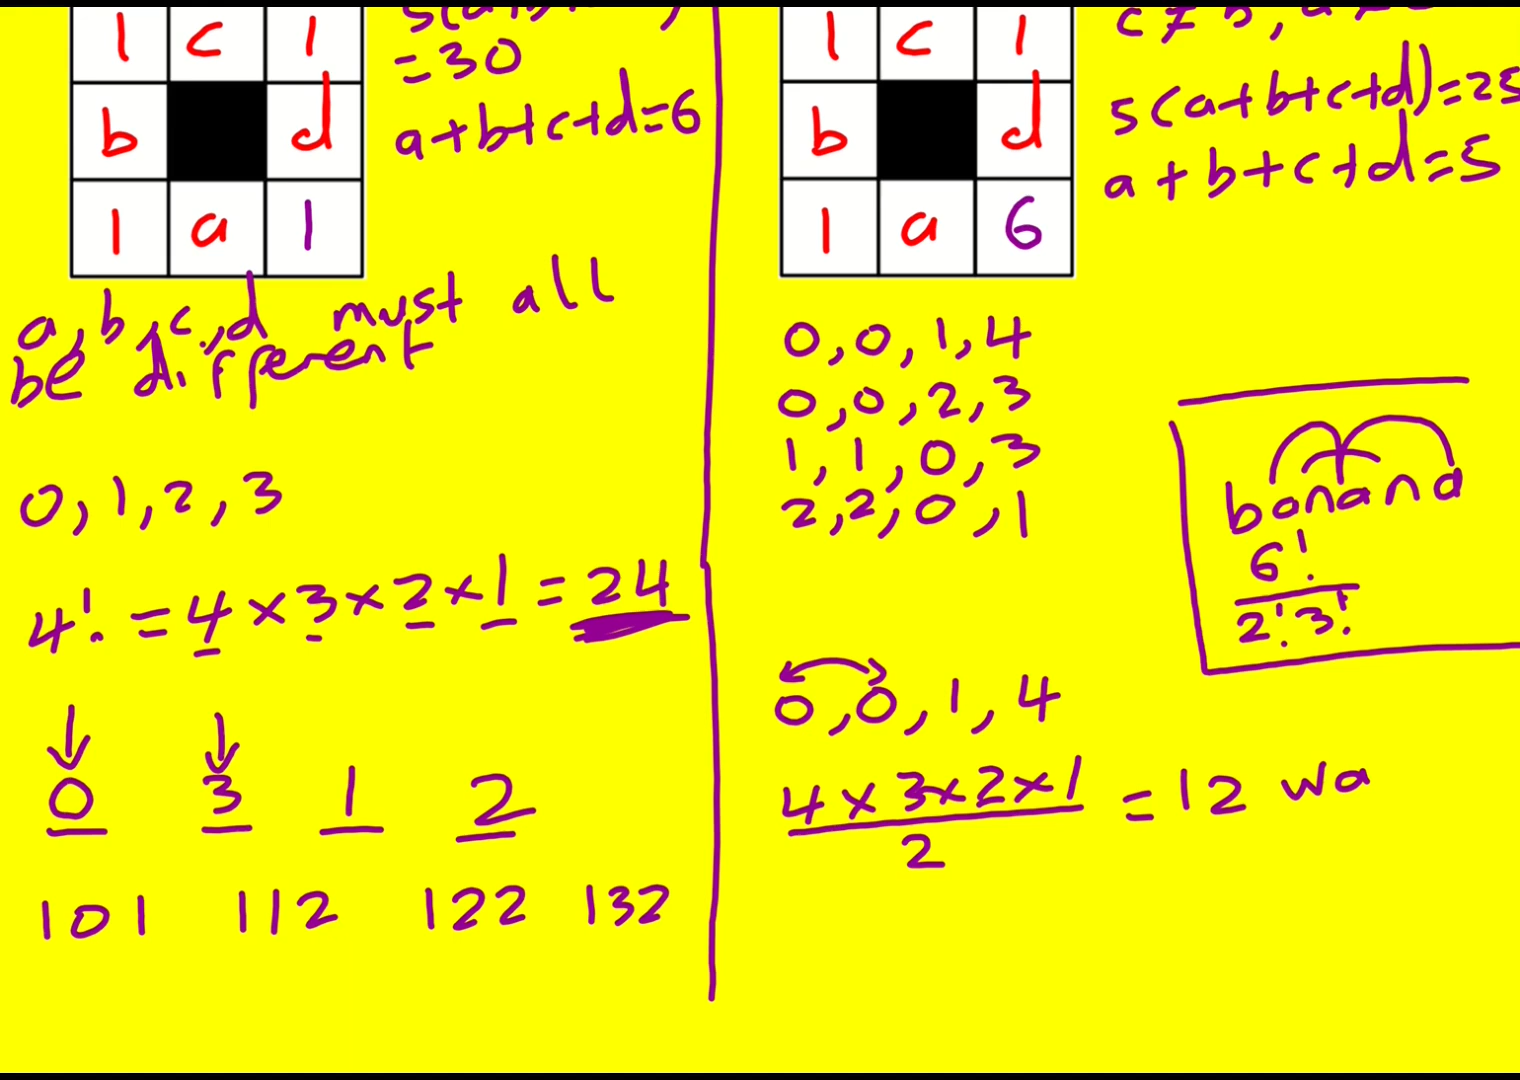 1 c 1
b d
1 a 1
=30
a+b+c+d=6
a, b, c, d must all
be different
0, 1, 2, 3
4! = 4 × 3 × 2 × 1 = 24
0 3 1 2
101 112 122 132
1 c 1
b d
1 a 6
5(a+b+c+d)=25
a+b+c+d=5
0, 0, 1, 4
0, 0, 2, 3
1, 1, 0, 3
2, 2, 0, 1
banana
6!
2! 3!
0, 0, 1, 4
4 × 3 × 2 × 1 = 12 wa
2